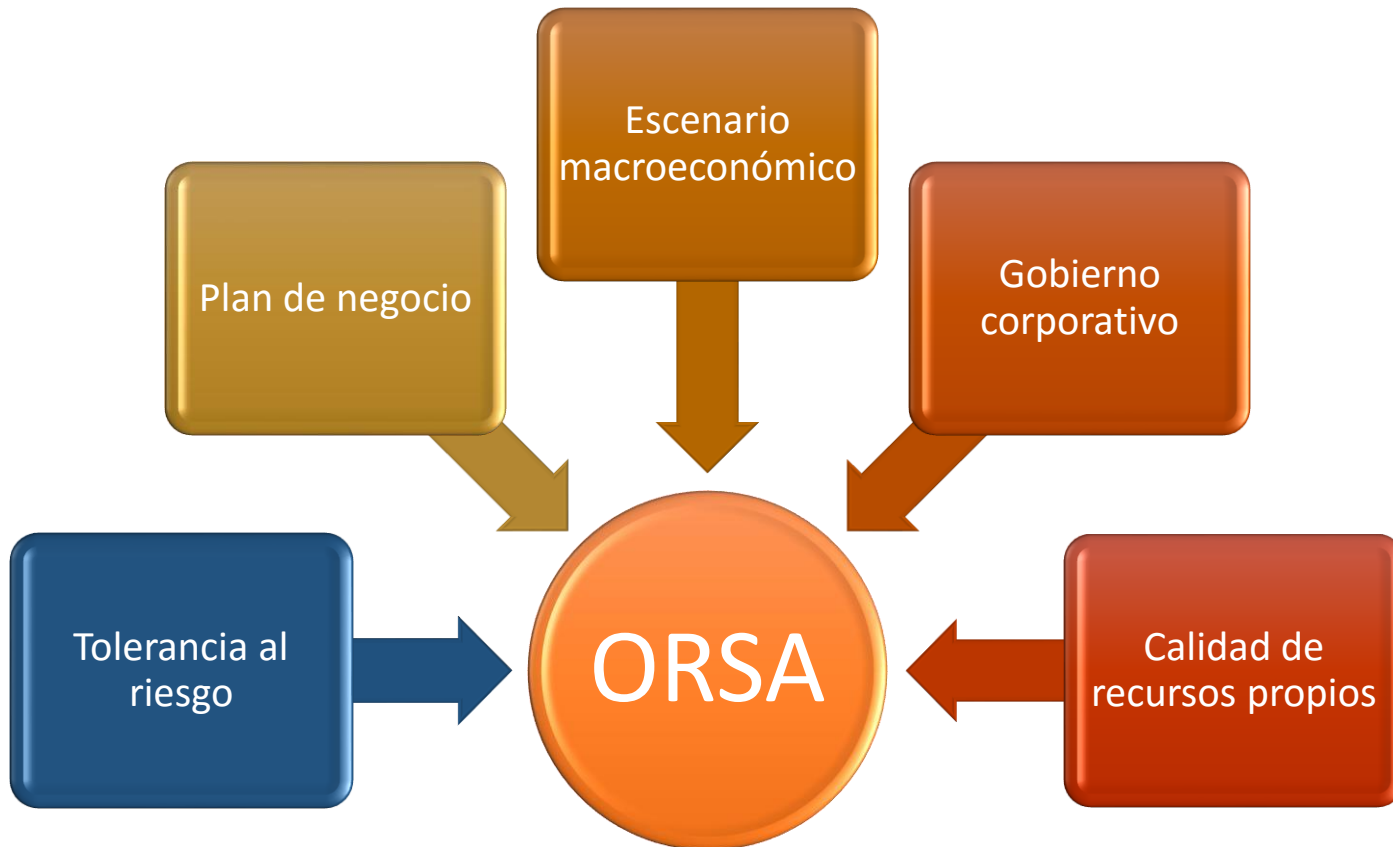 Escenario
macroeconómico
Plan de negocio
Gobierno
corporativo
Tolerancia al
riesgo
ORSA
Calidad de
recursos propios